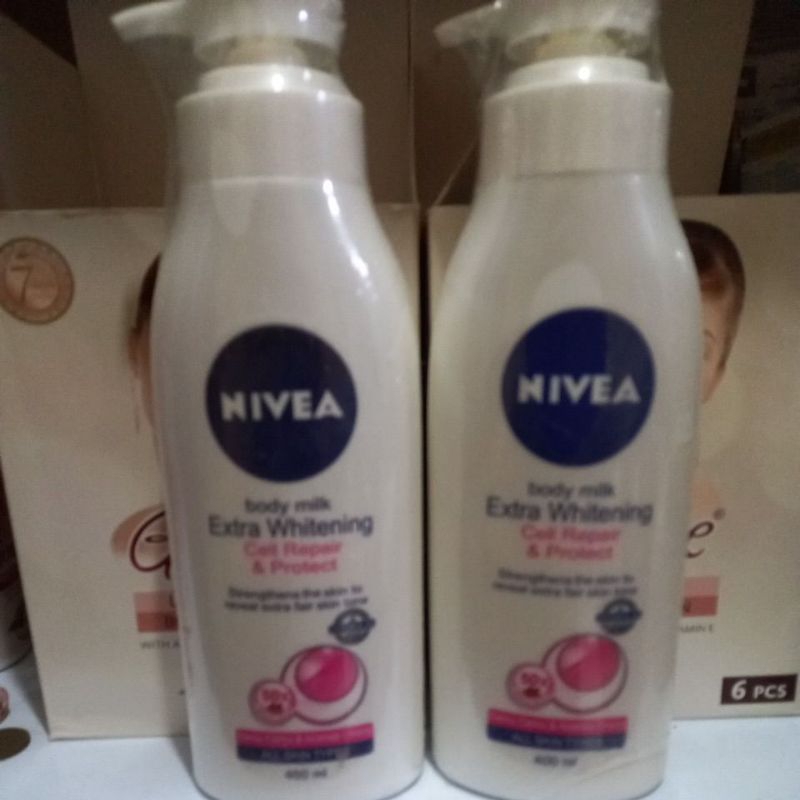 NIVEA
body milk
Extra Whitening
Cell Repair
& Protect
Strengthens the skin to
reveal extra fair skin tone
ALL SKIN TYPES
400 ml
NIVEA
body milk
Extra Whitening
Cell Repair
& Protect
Strengthens the skin to
reveal extra fair skin tone
ALL SKIN TYPES
400 ml
7
6 PCS